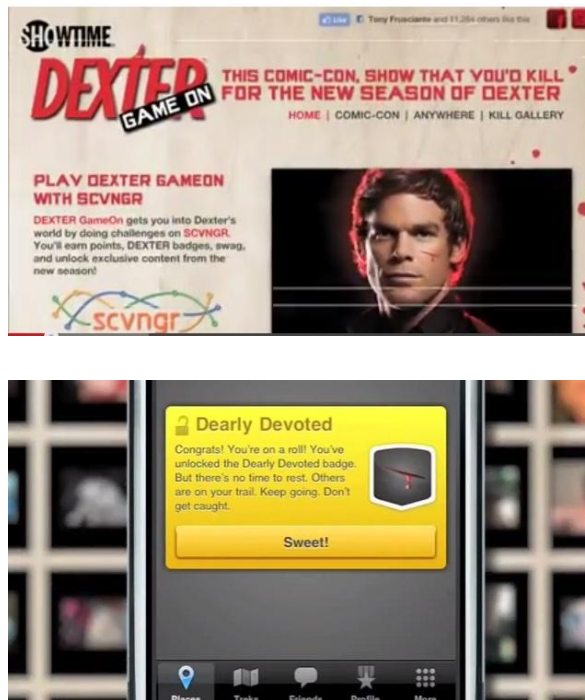 Like Tony Frusciante and 11,284 others like this
SHOWTIME
DEXTER
GAME ON
THIS COMIC-CON, SHOW THAT YOU'D KILL
FOR THE NEW SEASON OF DEXTER
HOME | COMIC-CON | ANYWHERE | KILL GALLERY
PLAY DEXTER GAMEON
WITH SCVNGR
DEXTER GameOn gets you into Dexter's
world by doing challenges on SCVNGR.
You'll earn points, DEXTER badges, swag,
and unlock exclusive content from the
new season!
scvngr
Dearly Devoted
Congrats! You're on a roll! You've
unlocked the Dearly Devoted badge.
But there's no time to rest. Others
are on your trail. Keep going. Don't
get caught.
Sweet!
Places Treks Friends Profile More